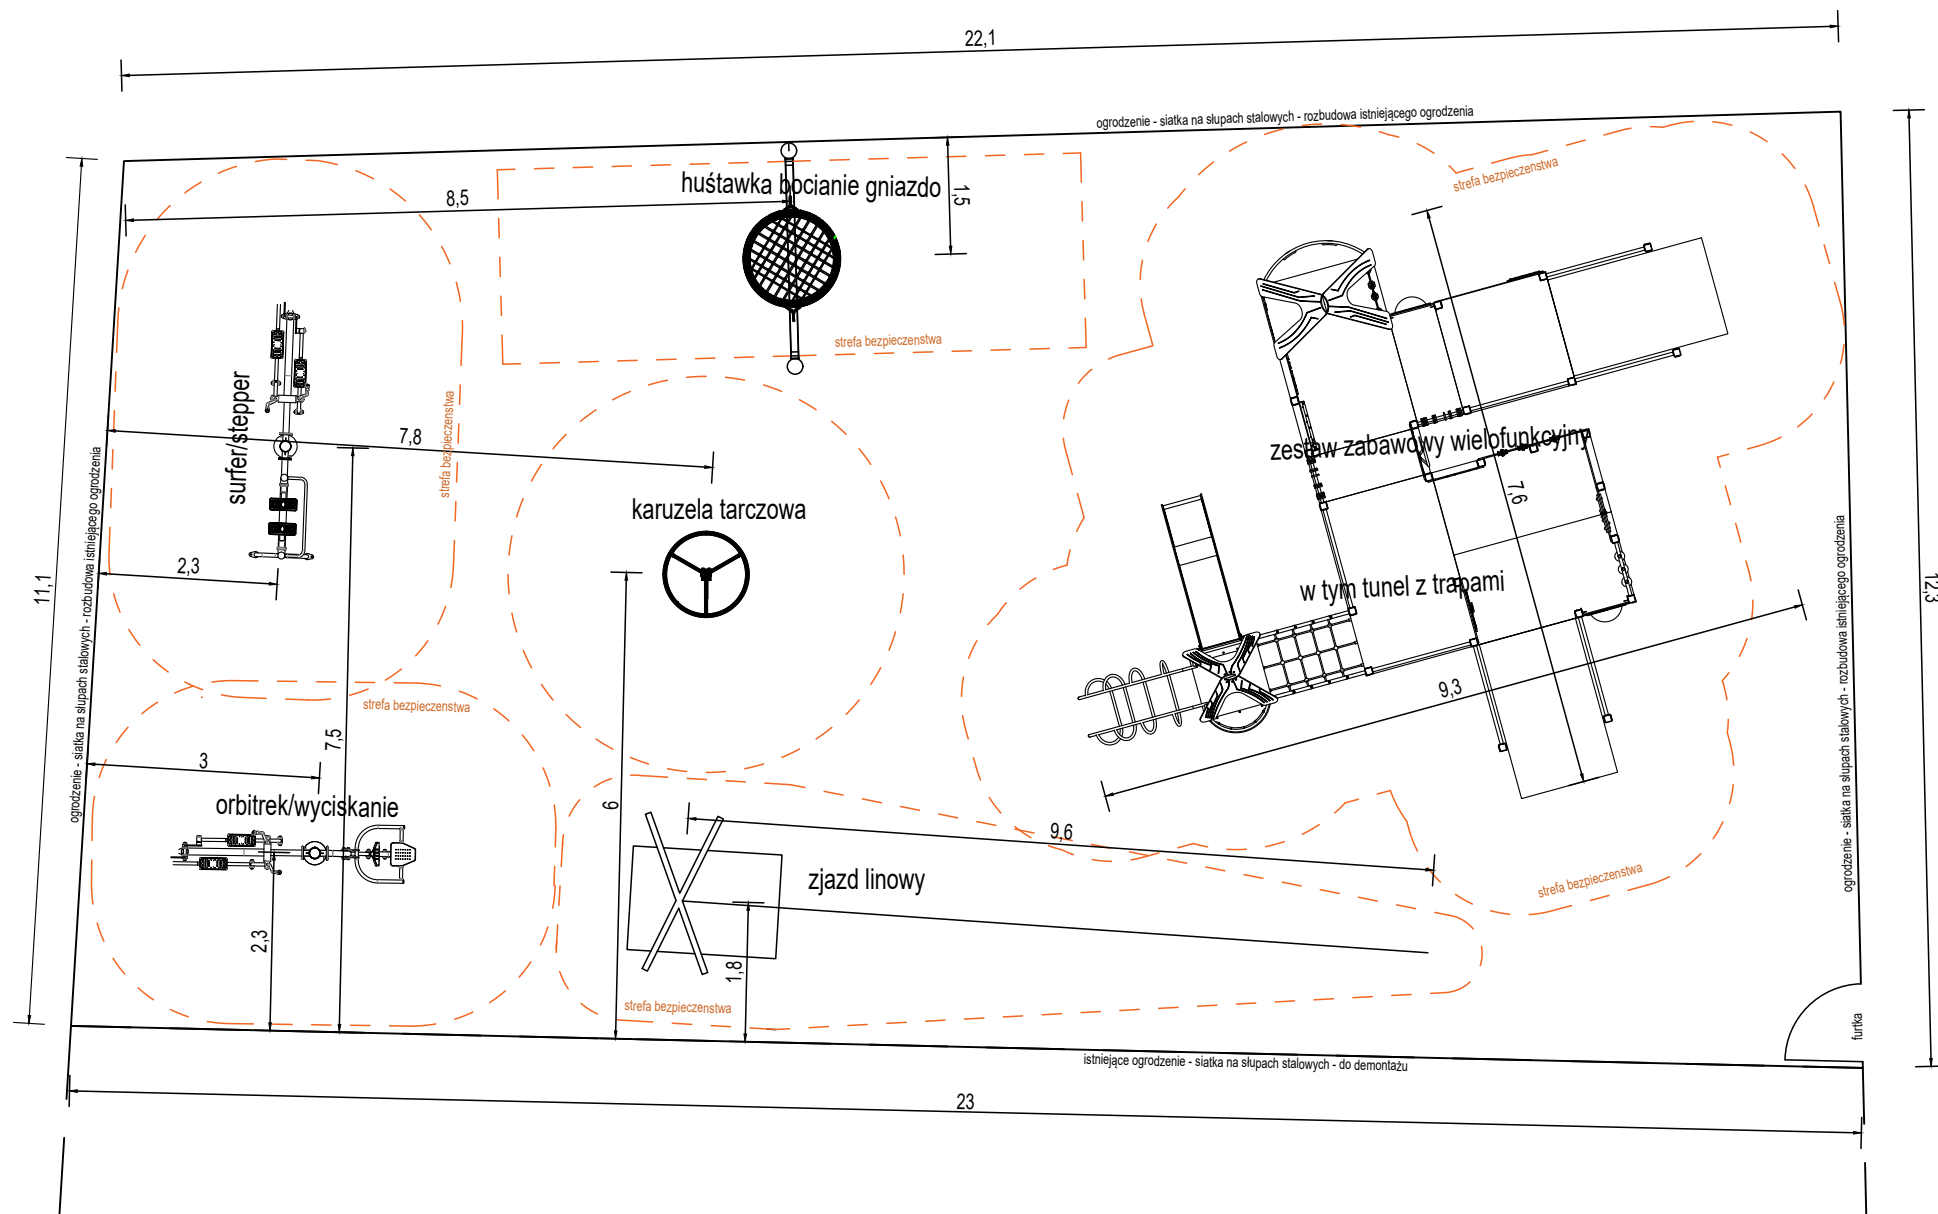 22,1
ogrodzenie - siatka na słupach stalowych - rozbudowa istniejącego ogrodzenia
strefa bezpieczenstwa
huśtawka bocianie gniazdo
1,5
8,5
strefa bezpieczenstwa
surfer/stepper
strefa bezpieczenstwa
7,8
zestaw zabawowy wielofunkcyjny
7,6
karuzela tarczowa
2,3
w tym tunel z trapami
11,1
12,3
ogrodzenie - siatka na słupach stalowych - rozbudowa istniejącego ogrodzenia
ogrodzenie - siatka na słupach stalowych - rozbudowa istniejącego ogrodzenia
9,3
strefa bezpieczenstwa
7,5
3
orbitrek/wyciskanie
6
9,6
zjazd linowy
strefa bezpieczenstwa
2,3
1,8
strefa bezpieczenstwa
furtka
istniejące ogrodzenie - siatka na słupach stalowych - do demontażu
23